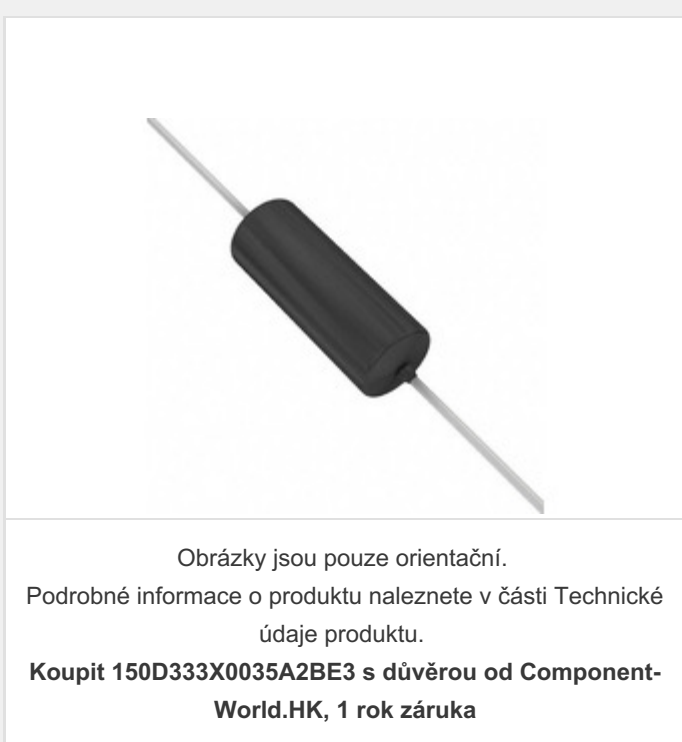 Obrázky jsou pouze orientační.
Podrobné informace o produktu naleznete v části Technické
údaje produktu.
Koupit 150D333X0035A2BE3 s důvěrou od Component-
World.HK, 1 rok záruka